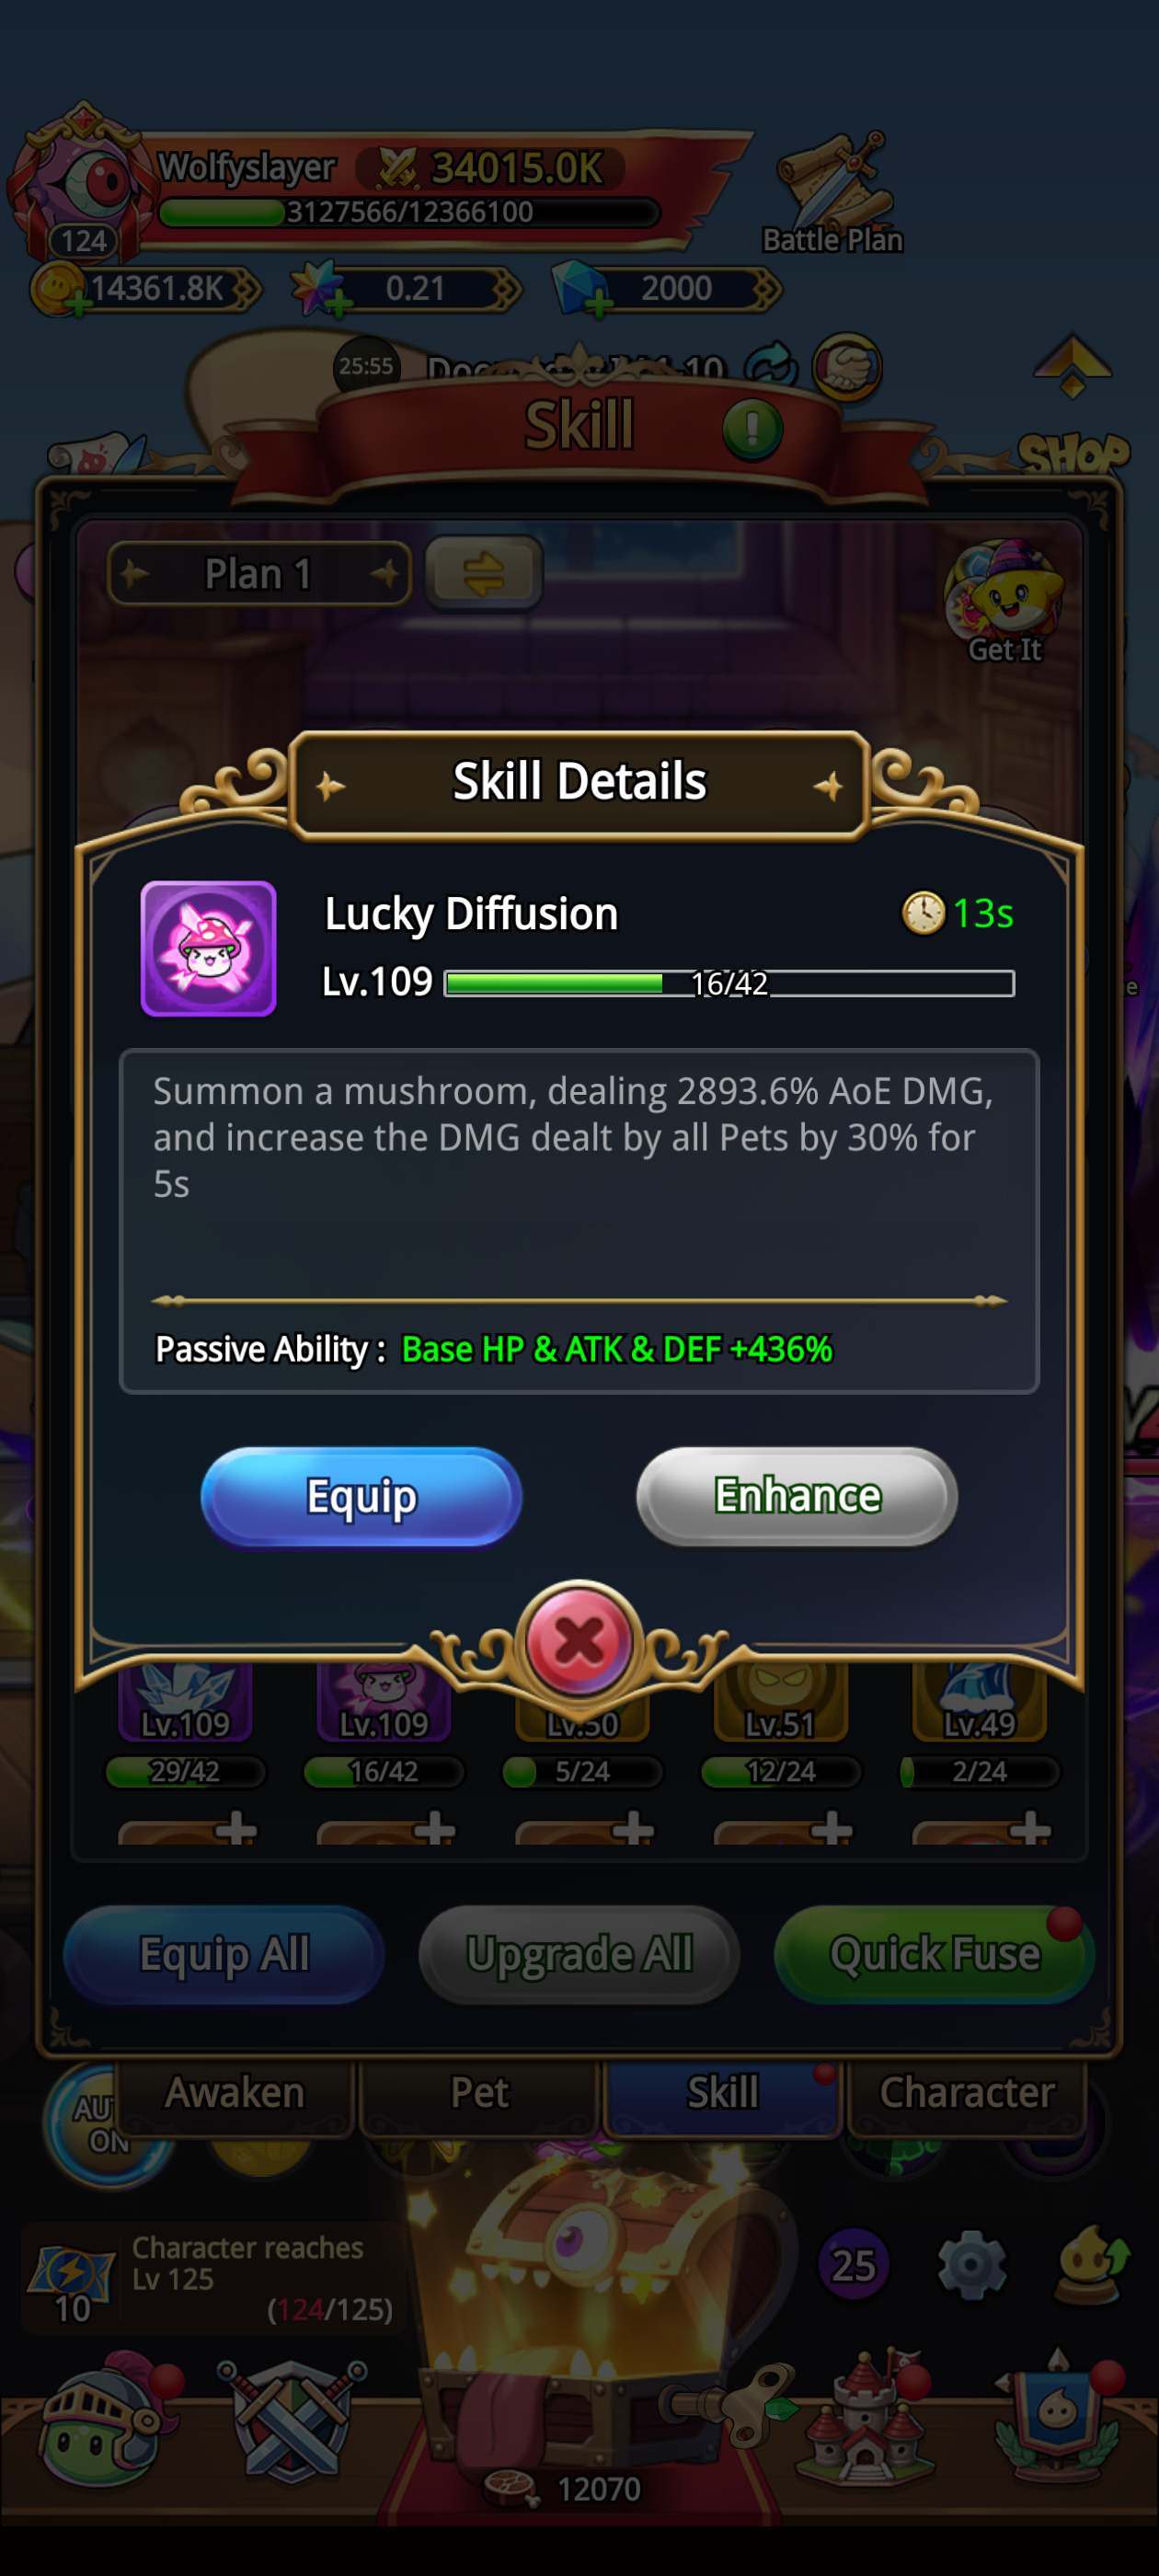 Wolfyslayer
34015.0K
3127566/12366100
124
Battle Plan
14361.8K
0.21
2000
25:55
Skill
SHOP
Plan 1
Get It
Skill Details
Lucky Diffusion
13s
Lv.109
16/42
Summon a mushroom, dealing 2893.6% AoE DMG,
and increase the DMG dealt by all Pets by 30% for
5s
Passive Ability : Base HP & ATK & DEF +436%
Equip
Enhance
Lv.109
Lv.109
Lv.50
Lv.51
Lv.49
29/42
16/42
5/24
12/24
2/24
Equip All
Upgrade All
Quick Fuse
Awaken
Pet
Skill
Character
ON
Character reaches
Lv 125
(124/125)
10
25
12070